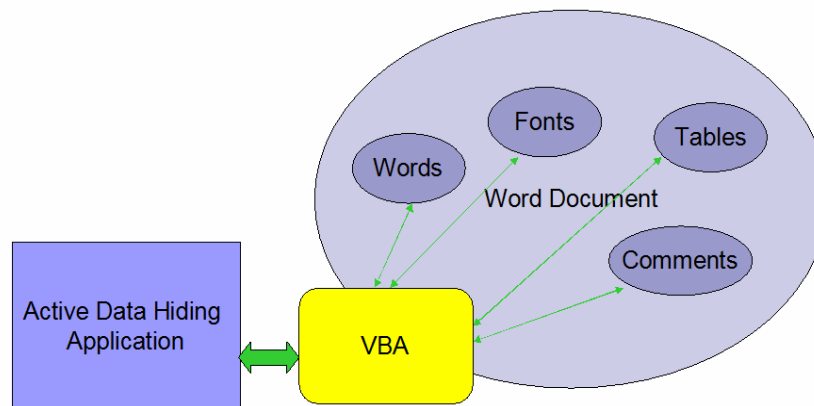 Fonts
Tables
Words
Word Document
Comments
Active Data Hiding
Application
VBA